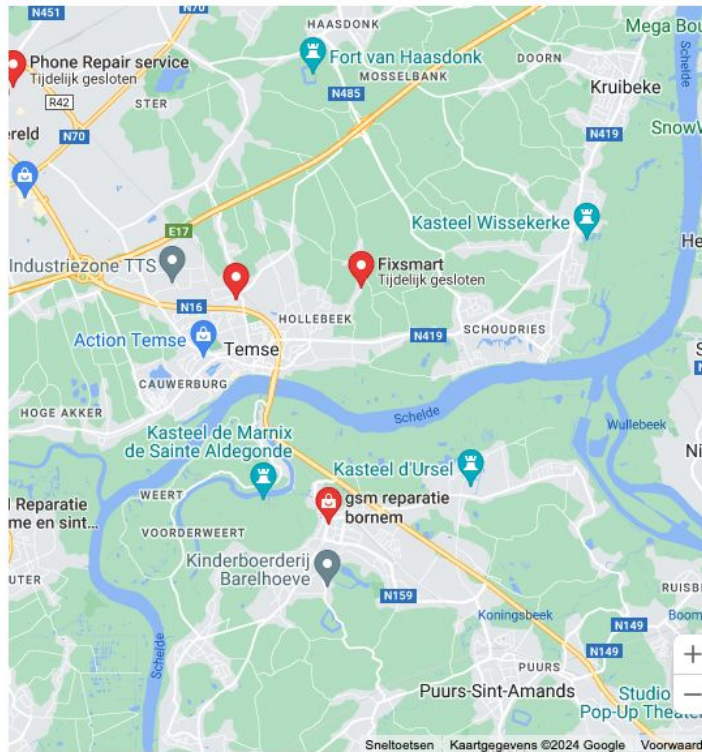 N451
N70
HAASDONK
Mega Bou
Phone Repair service
Tijdelijk gesloten
Fort van Haasdonk
DOORN
MOSSELBANK
Schelde
R42
STER
N485
Kruibeke
ereld
N70
N419
SnowW
E17
Kasteel Wissekerke
He
Industriezone TTS
Fixsmart
Tijdelijk gesloten
N16
HOLLEBEEK
SCHOUDRIES
Action Temse
Temse
N419
S
N
CAUWERBURG
HOGE AKKER
Schelde
Wullebeek
Kasteel de Marnix
de Sainte Aldegonde
Kasteel d'Ursel
Ni
l Reparatie
me en sint...
WEERT
gsm reparatie
bornem
VOORDERWEERT
Kinderboerderij
Barelhoeve
UTER
N159
RUISB
Koningsbeek
Boom
N149
Schelde
N149
PUURS
Puurs-Sint-Amands
Studio
Pop-Up Theater
+
−
Sneltoetsen Kaartgegevens ©2024 Google Voorwaard